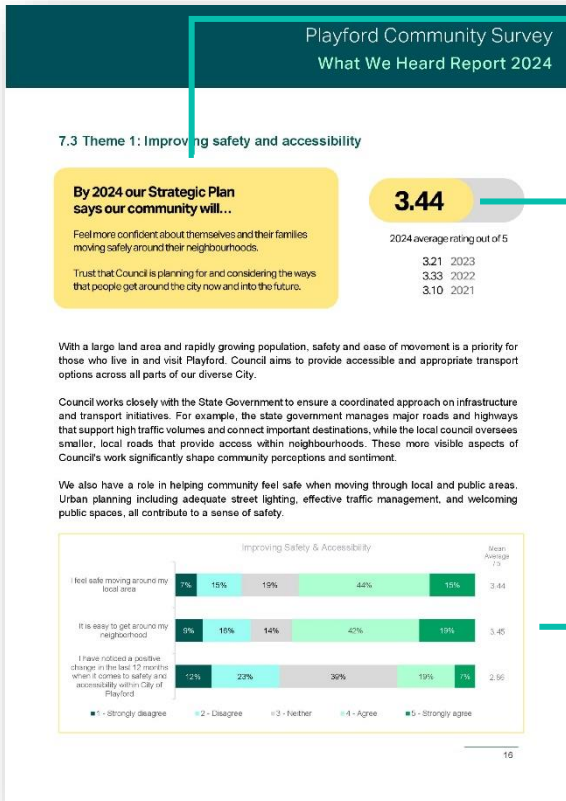 Playford Community Survey
What We Heard Report 2024
7.3 Theme 1: Improving safety and accessibility
By 2024 our Strategic Plan
says our community will...
Feel more confident about themselves and their families
moving safely around their neighbourhoods.
Trust that Council is planning for and considering the ways
that people get around the city now and into the future.
3.44
2024 average rating out of 5
3.21 2023
3.33 2022
3.10 2021
With a large land area and rapidly growing population, safety and ease of movement is a priority for
those who live in and visit Playford. Council aims to provide accessible and appropriate transport
options across all parts of our diverse City.
Council works closely with the State Government to ensure a coordinated approach on infrastructure
and transport initiatives. For example, the state government manages major roads and highways
that support high traffic volumes and connect important destinations, while the local council oversees
smaller, local roads that provide access within neighbourhoods. These more visible aspects of
Council's work significantly shape community perceptions and sentiment.
We also have a role in helping community feel safe when moving through local and public areas.
Urban planning including adequate street lighting, effective traffic management, and welcoming
public spaces, all contribute to a sense of safety.
Improving Safety & Accessibility
Mean
Average
/ 5
I feel safe moving around my
local area
7% 15% 19% 44% 15% 3.44
It is easy to get around my
neighborhood
9% 16% 14% 42% 19% 3.45
I have noticed a positive
change in the last 12 months
when it comes to safety and
accessibility within City of
Playford
12% 23% 39% 19% 7%
1 - Strongly disagree 2 - Disagree 3 - Neither 4 - Agree 5 - Strongly agree
16